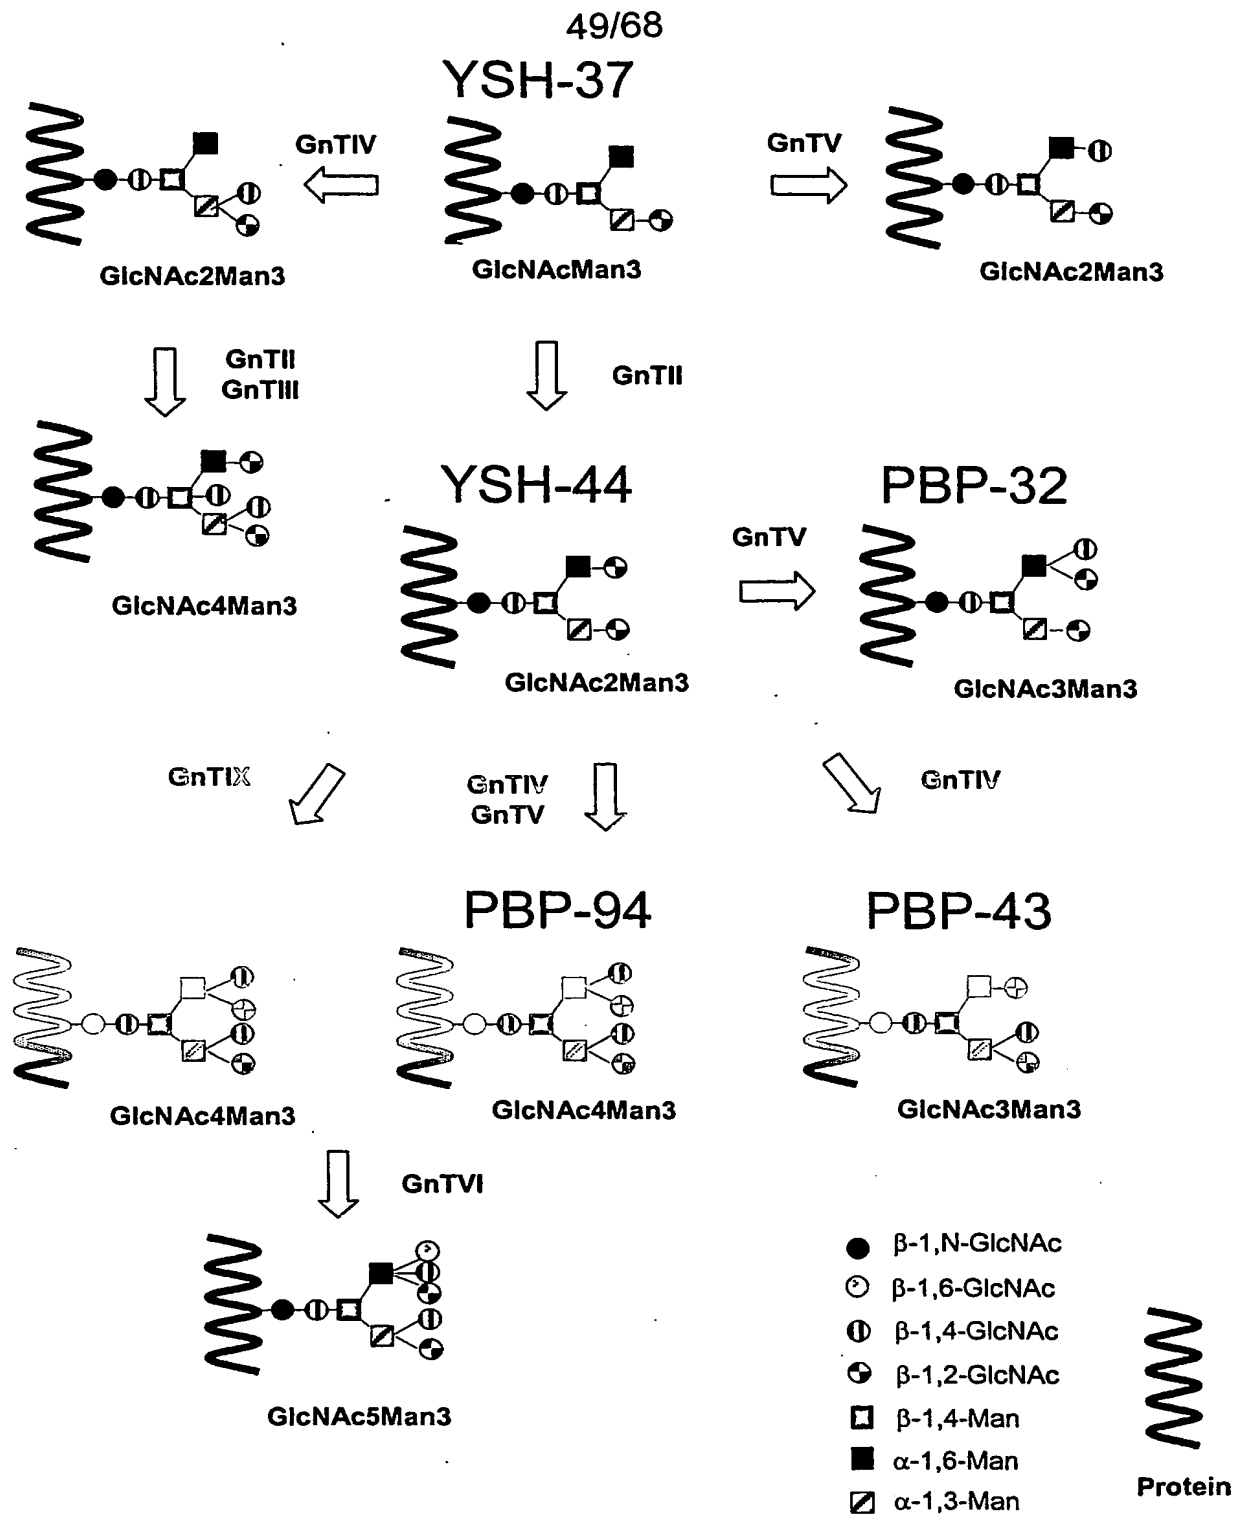 49/68
YSH-37
GnTIV
GnTV
GlcNAc2Man3
GlcNAcMan3
GlcNAc2Man3
GnTII
GnTIII
GnTII
GlcNAc4Man3
YSH-44
PBP-32
GnTV
GlcNAc2Man3
GlcNAc3Man3
GnTIX
GnTIV
GnTV
GnTIV
PBP-94
PBP-43
GlcNAc4Man3
GlcNAc4Man3
GlcNAc3Man3
GnTVI
GlcNAc5Man3
β-1,N-GlcNAc
β-1,6-GlcNAc
β-1,4-GlcNAc
β-1,2-GlcNAc
β-1,4-Man
α-1,6-Man
α-1,3-Man
Protein